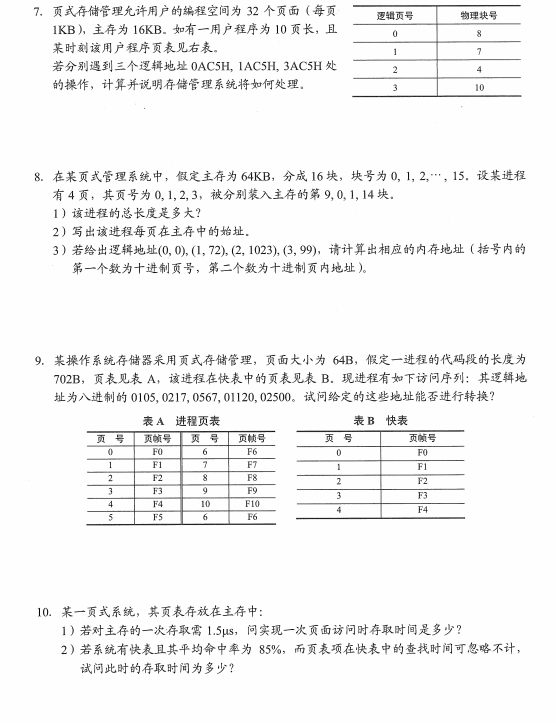 7. 页式存储管理允许用户的编程空间为 32 个页面（每页
1KB），主存为 16KB。如有一用户程序为 10 页长，且
某时刻该用户程序页表见右表。
若分别遇到三个逻辑地址 0AC5H, 1AC5H, 3AC5H 处
的操作，计算并说明存储管理系统将如何处理。
逻辑页号 物理块号
0 8
1 7
2 4
3 10
8. 在某页式管理系统中，假定主存为 64KB，分成 16 块，块号为 0, 1, 2,…, 15。设某进程
有 4 页，其页号为 0, 1, 2, 3，被分别装入主存的第 9, 0, 1, 14 块。
1）该进程的总长度是多大？
2）写出该进程每页在主存中的始址。
3）若给出逻辑地址(0, 0), (1, 72), (2, 1023), (3, 99)，请计算出相应的内存地址（括号内的
第一个数为十进制页号，第二个数为十进制页内地址）。
9. 某操作系统存储器采用页式存储管理，页面大小为 64B，假定一进程的代码段的长度为
702B，页表见表 A，该进程在快表中的页表见表 B。现进程有如下访问序列：其逻辑地
址为八进制的 0105, 0217, 0567, 01120, 02500。试问给定的这些地址能否进行转换？
表 A 进程页表
页 号 页帧号 页 号 页帧号
0 F0 6 F6
1 F1 7 F7
2 F2 8 F8
3 F3 9 F9
4 F4 10 F10
5 F5 6 F6
表 B 快表
页 号 页帧号
0 F0
1 F1
2 F2
3 F3
4 F4
10. 某一页式系统，其页表存放在主存中：
1）若对主存的一次存取需 1.5μs，问实现一次页面访问时存取时间是多少？
2）若系统有快表且其平均命中率为 85%，而页表项在快表中的查找时间可忽略不计，
试问此时的存取时间为多少？